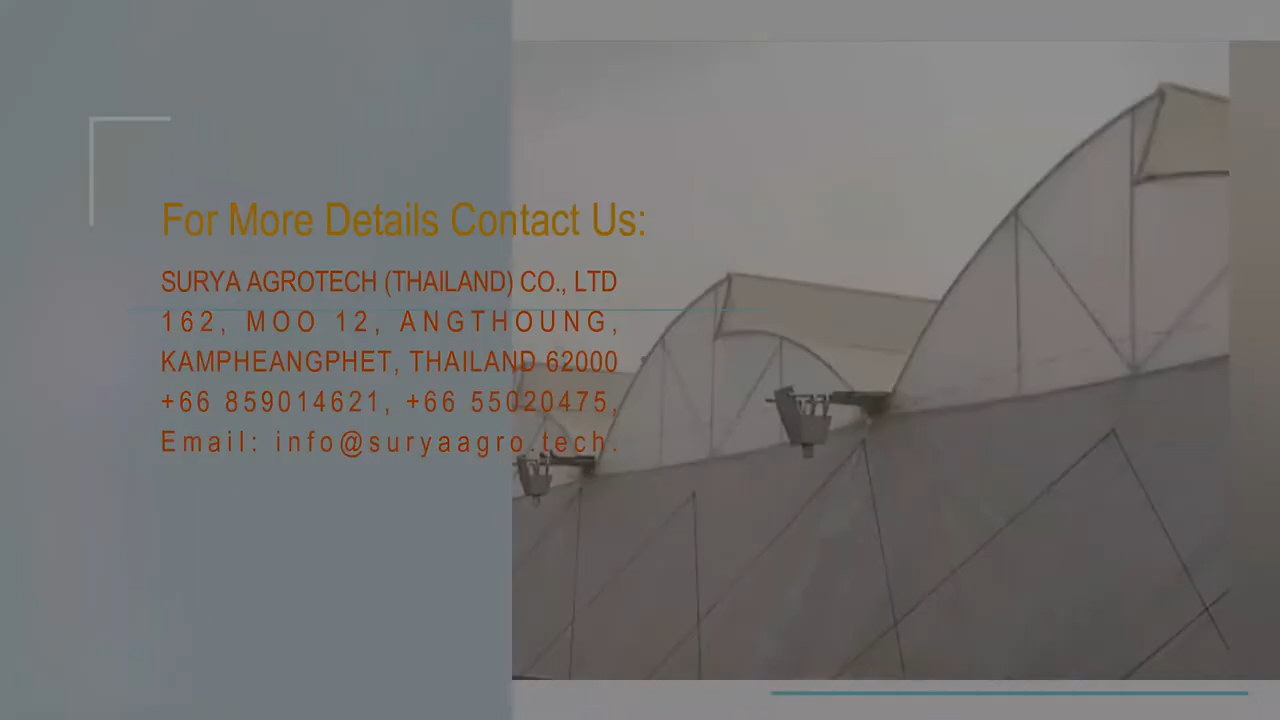 For More Details Contact Us:
SURYA AGROTECH (THAILAND) CO., LTD
162, MOO 12, ANGTHOUNG,
KAMPHEANGPHET, THAILAND 62000
+66 859014621, +66 55020475,
Email: info@suryaagro.tech.